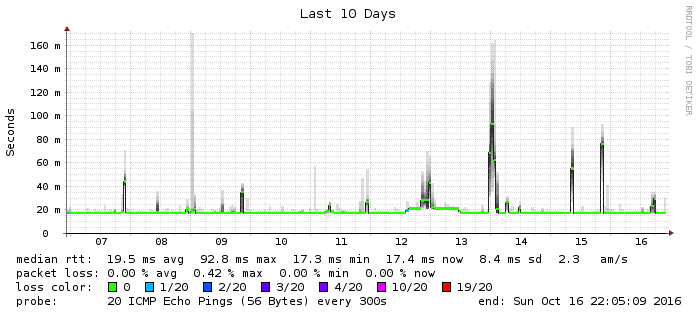 Last 10 Days
RRDTOOL / TOBI OETIKER
Seconds
160 m
140 m
120 m
100 m
80 m
60 m
40 m
20 m
0
07 08 09 10 11 12 13 14 15 16
median rtt: 19.5 ms avg 92.8 ms max 17.3 ms min 17.4 ms now 8.4 ms sd 2.3 am/s
packet loss: 0.00 % avg 0.42 % max 0.00 % min 0.00 % now
loss color: 0 1/20 2/20 3/20 4/20 10/20 19/20
probe: 20 ICMP Echo Pings (56 Bytes) every 300s end: Sun Oct 16 22:05:09 2016